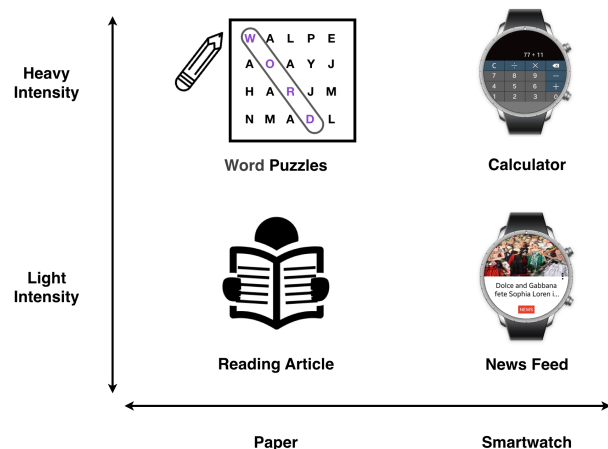 Heavy
Intensity
W A L P E
A O A Y J
H A R J M
N M A D L
Word Puzzles
77 ÷ 11
C ÷ ×
7 8 9 −
4 5 6 +
1 2 3 0
Calculator
Light
Intensity
Reading Article
Dolce and Gabbana
fete Sophia Loren i...
NEWS
News Feed
Paper
Smartwatch